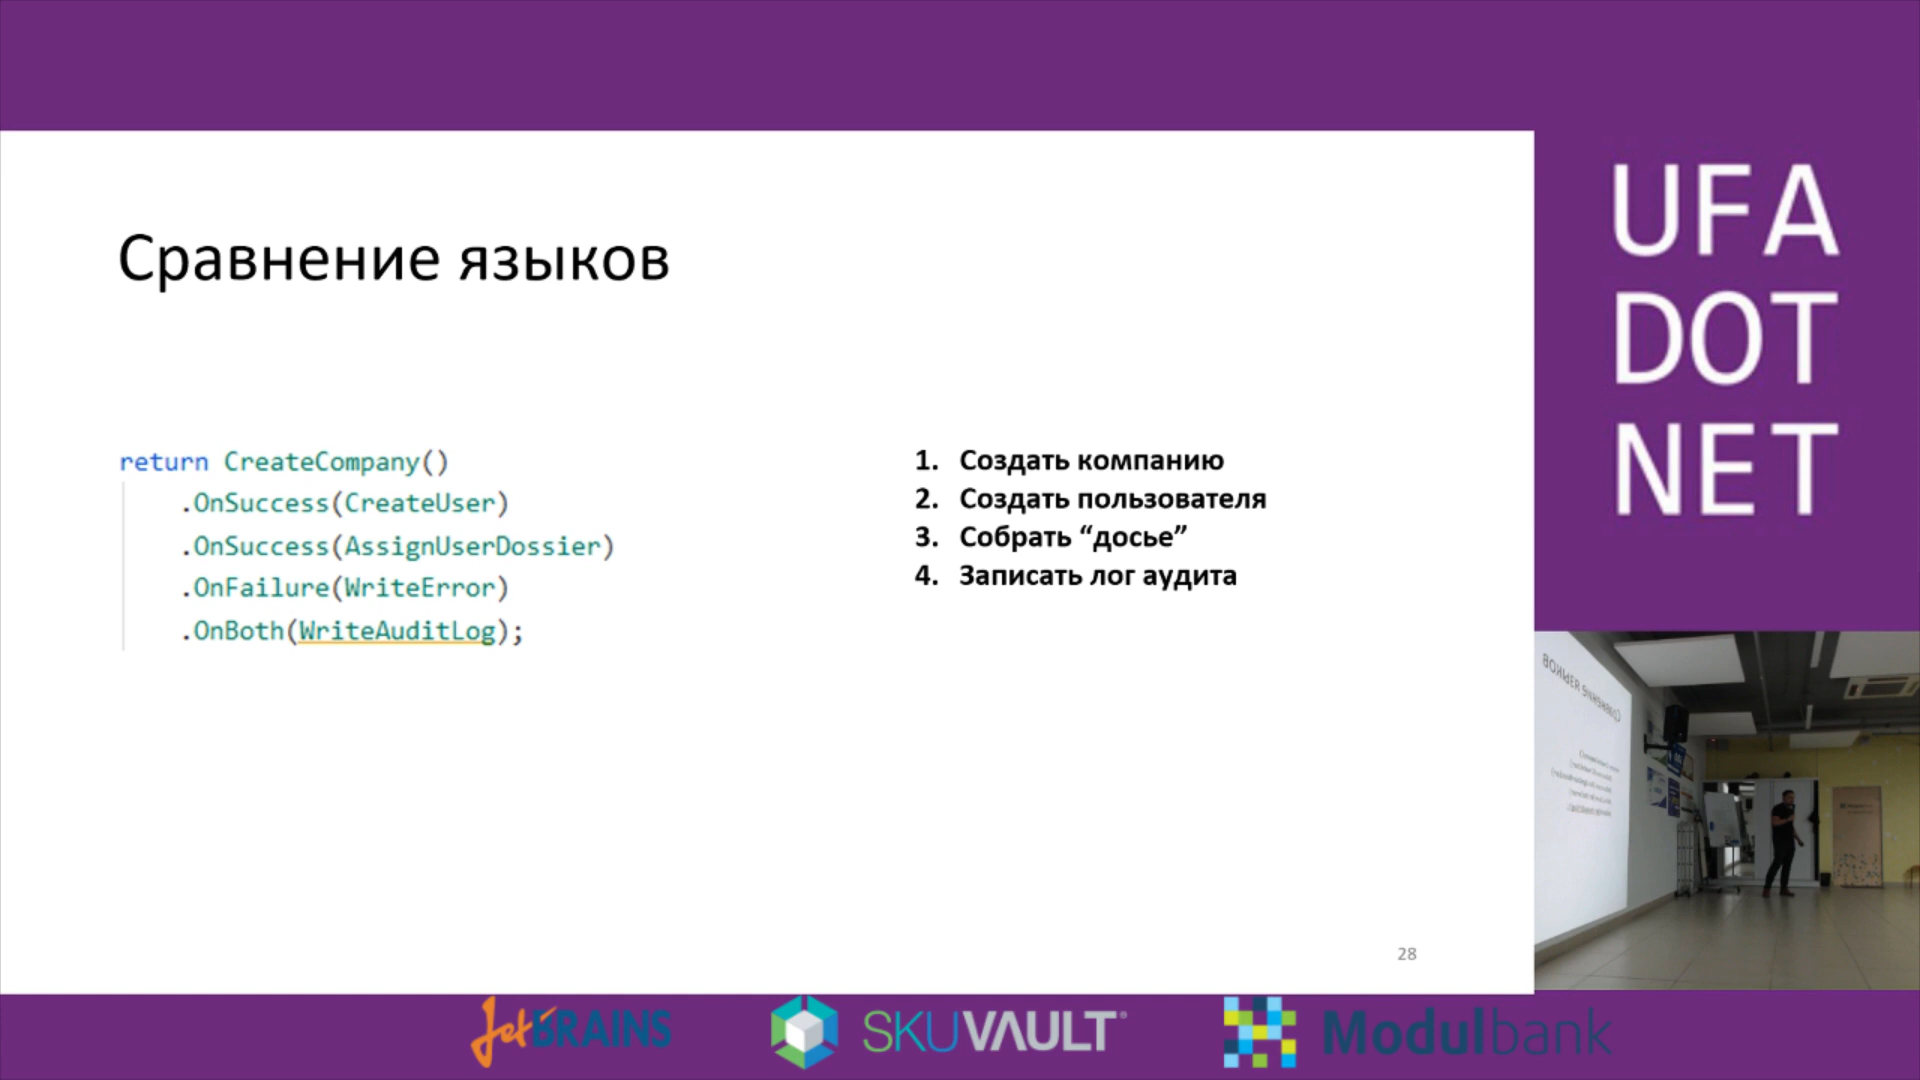 Сравнение языков
return CreateCompany()
.OnSuccess(CreateUser)
.OnSuccess(AssignUserDossier)
.OnFailure(WriteError)
.OnBoth(WriteAuditLog);
1. Создать компанию
2. Создать пользователя
3. Собрать “досье”
4. Записать лог аудита
28
UFA
DOT
NET
JetBRAINS
SKUVAULT®
Modulbank